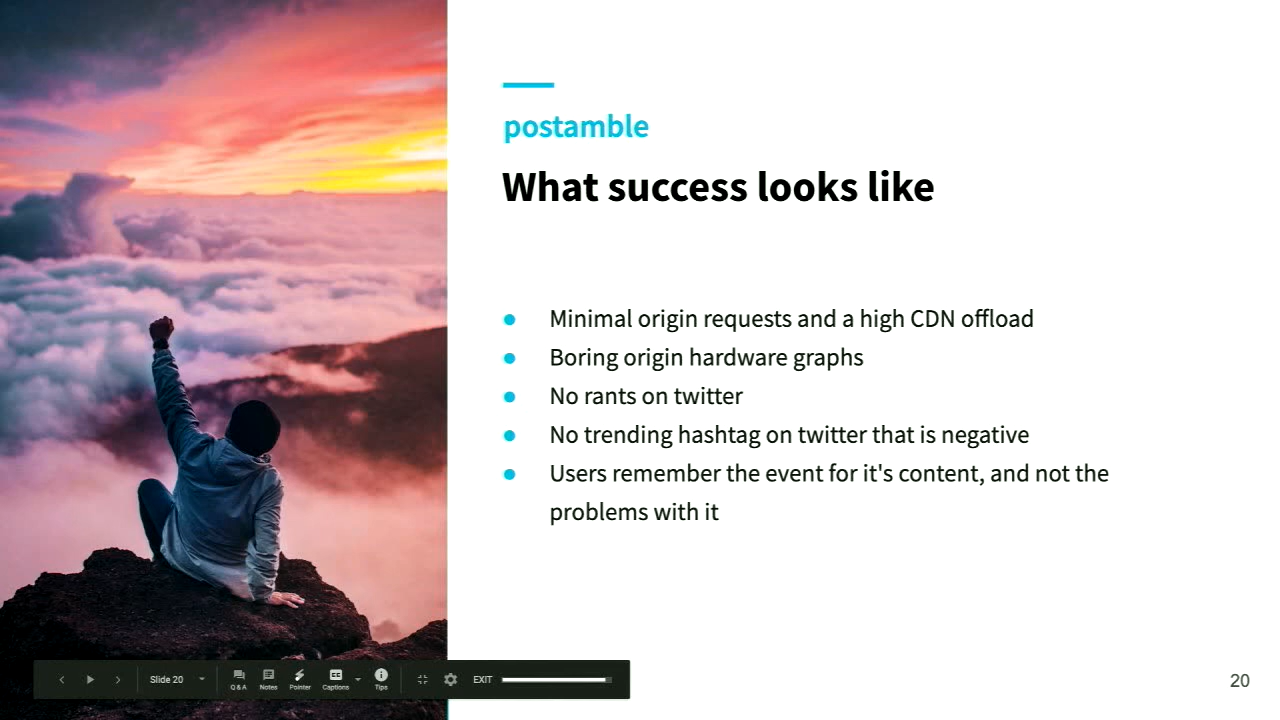 postamble
What success looks like
● Minimal origin requests and a high CDN offload
● Boring origin hardware graphs
● No rants on twitter
● No trending hashtag on twitter that is negative
● Users remember the event for it's content, and not the
problems with it
Slide 20
Q & A
Notes
Pointer
Captions
Tips
EXIT
20